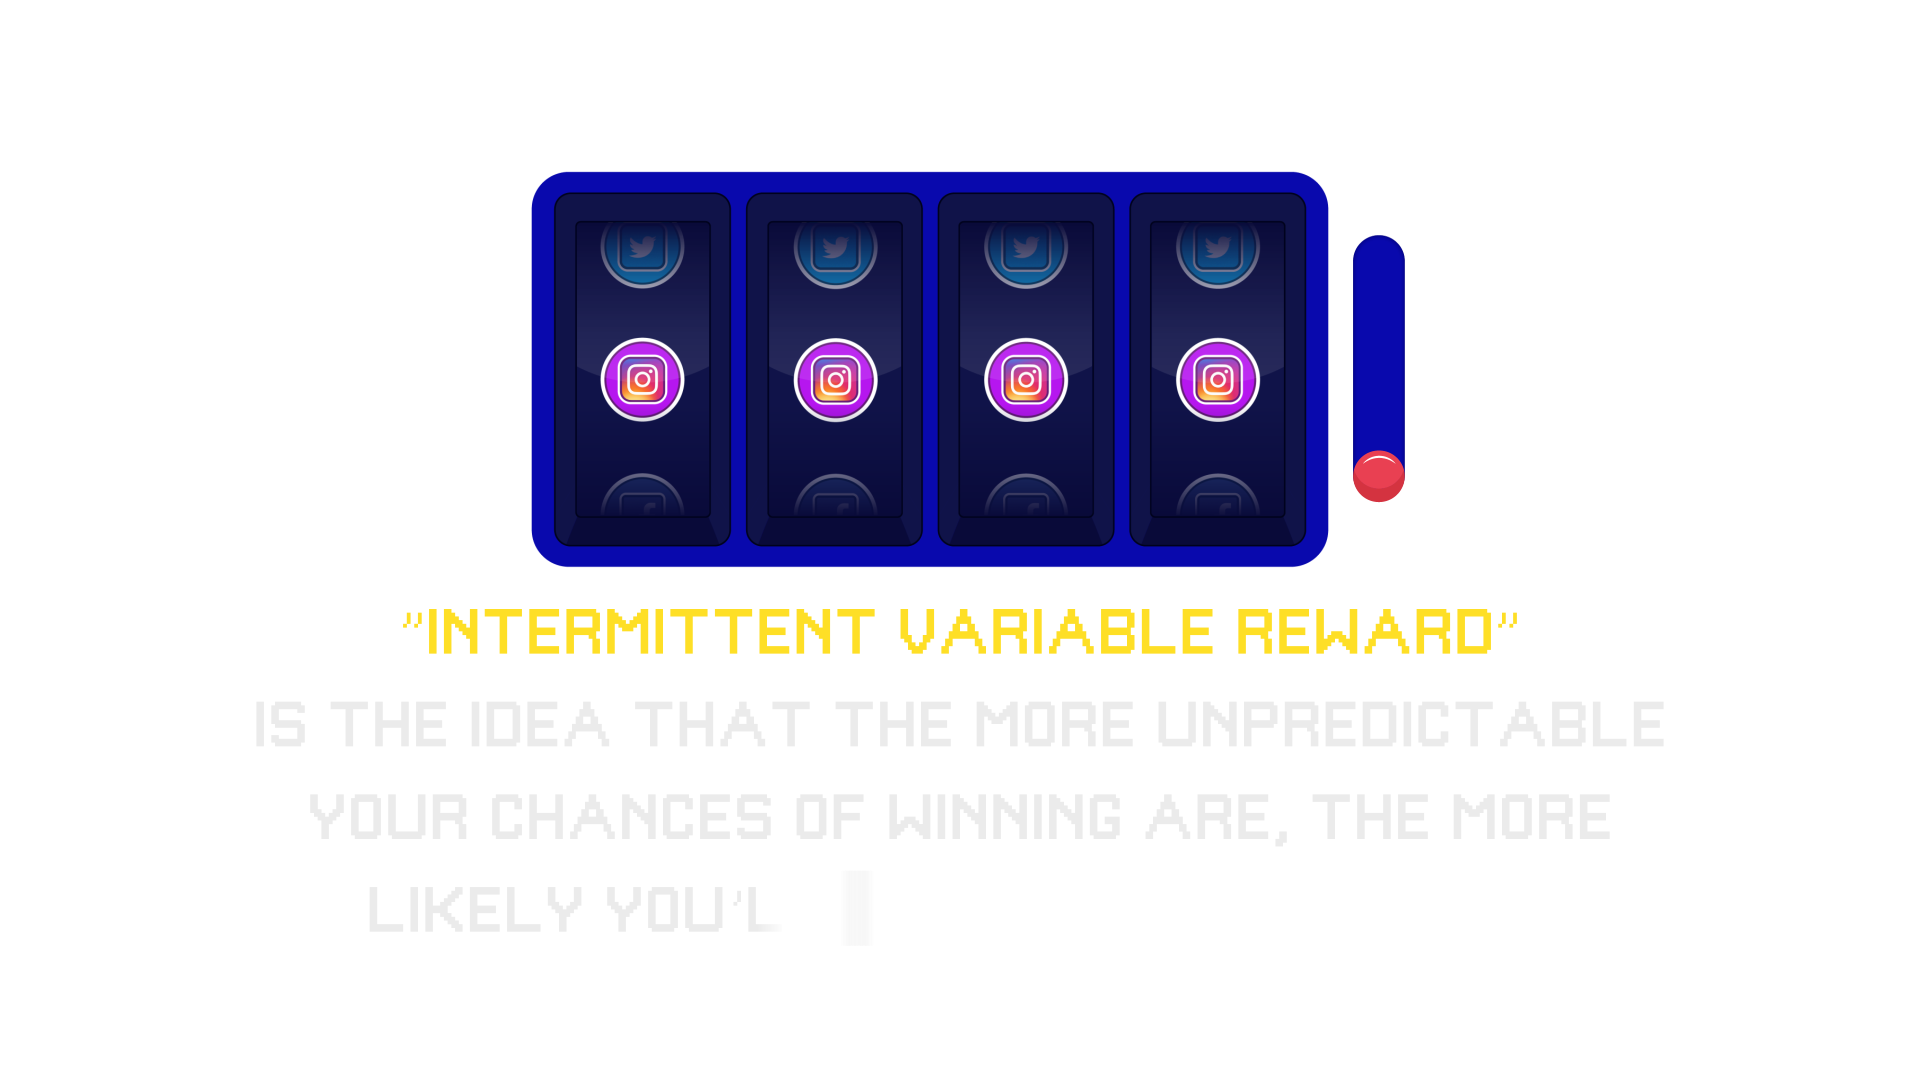 "INTERMITTENT VARIABLE REWARD"
IS THE IDEA THAT THE MORE UNPREDICTABLE
YOUR CHANCES OF WINNING ARE, THE MORE
LIKELY YOU'L